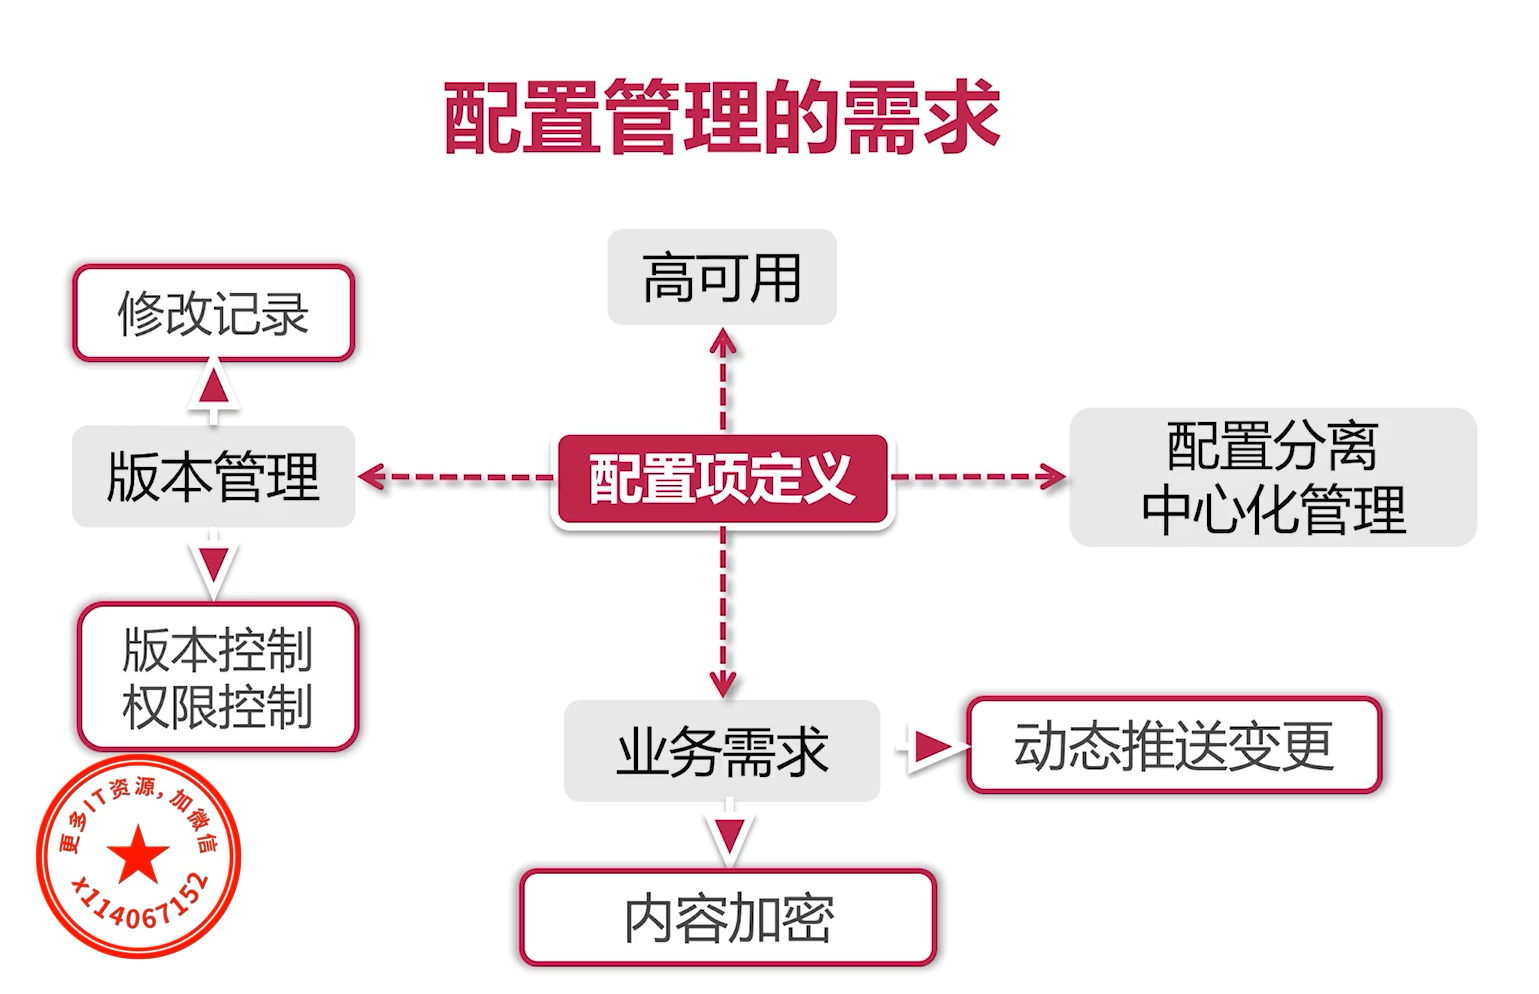 配置管理的需求
高可用
修改记录
版本管理
配置项定义
配置分离
中心化管理
版本控制
权限控制
业务需求
动态推送变更
内容加密
更多IT资源,加微信
x114067152